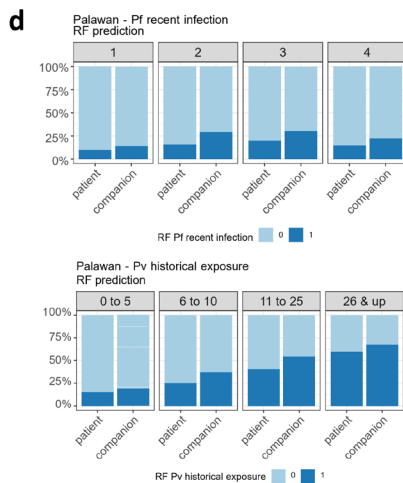 d
Palawan - Pf recent infection
RF prediction
1 2 3 4
100%
75%
50%
25%
0%
patient companion patient companion patient companion patient companion
RF Pf recent infection 0 1
Palawan - Pv historical exposure
RF prediction
0 to 5 6 to 10 11 to 25 26 & up
100%
75%
50%
25%
0%
patient companion patient companion patient companion patient companion
RF Pv historical exposure 0 1